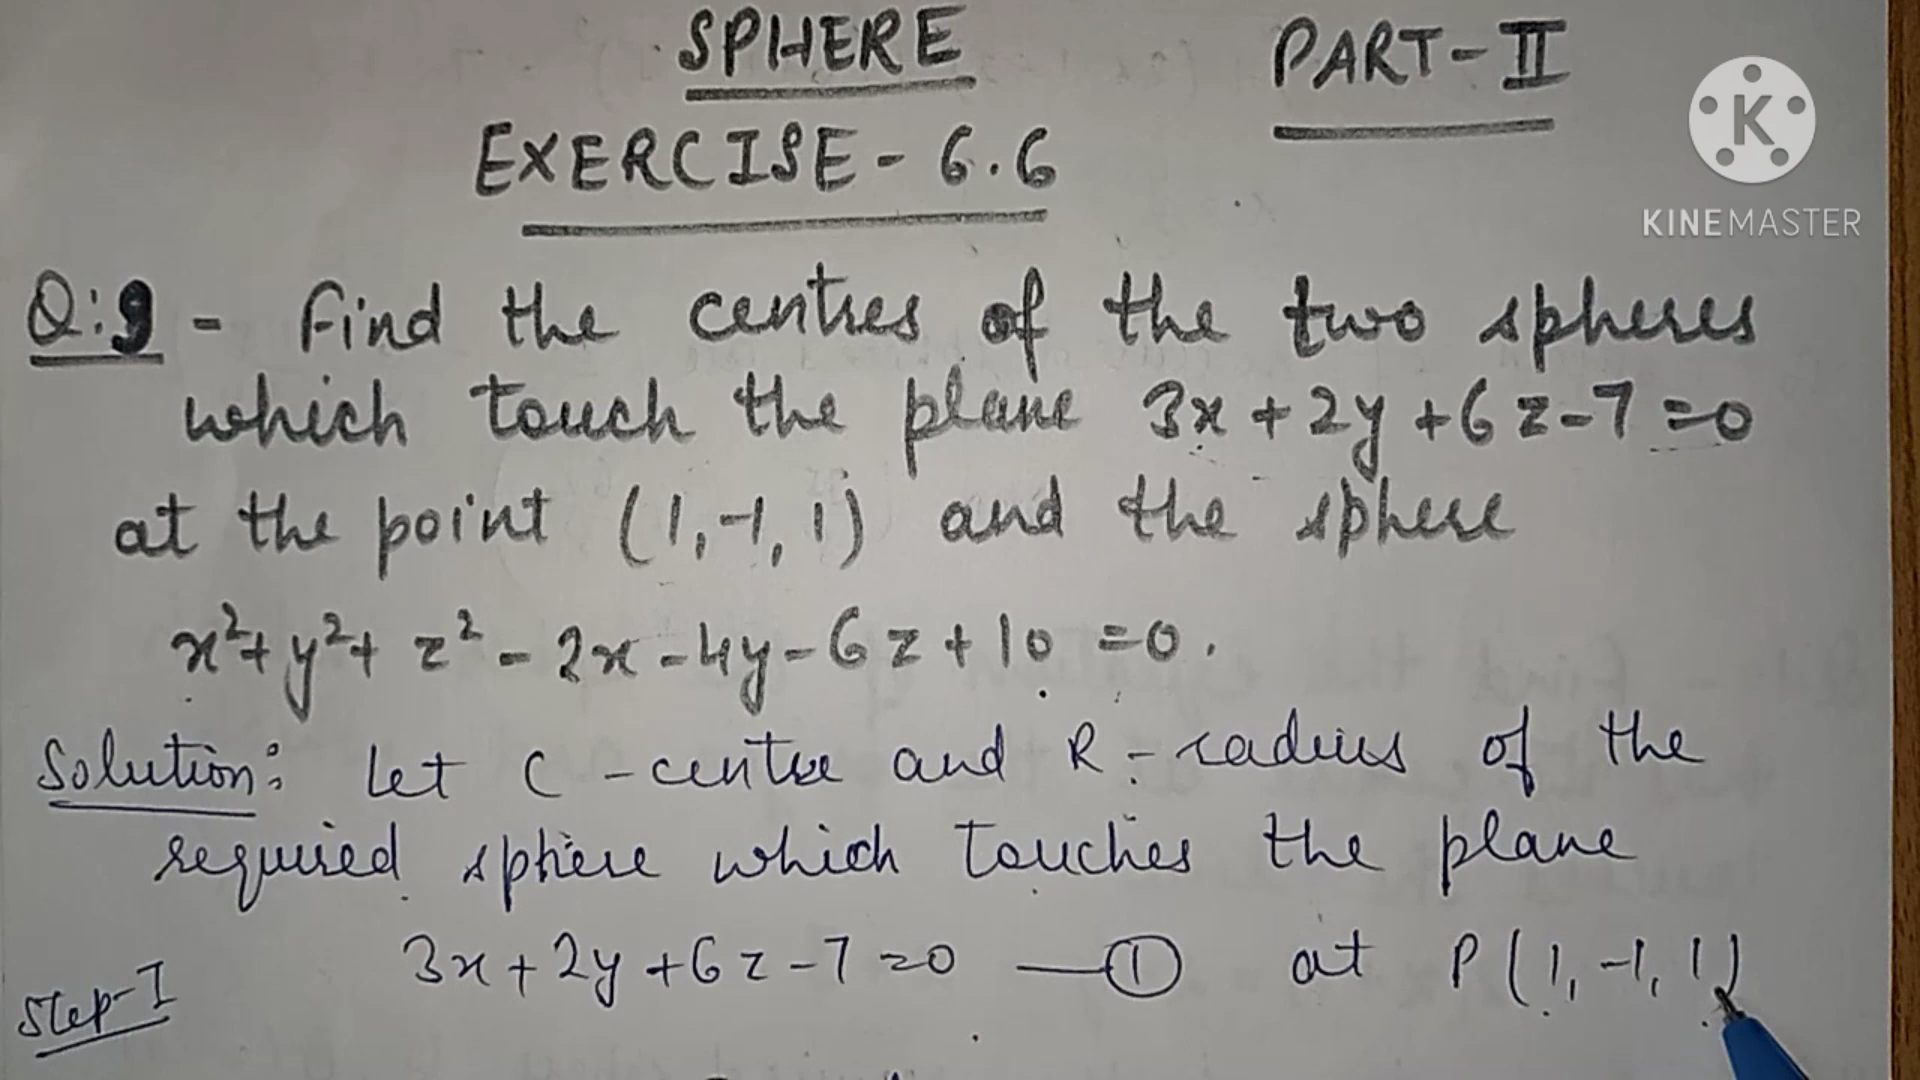 SPHERE PART-II
K
KINEMASTER
EXERCISE-6.6
Q:9 - Find the centres of the two spheres
which touch the plane 3x+2y+6z-7=0
at the point (1,-1,1) and the sphere
x²+y²+z²-2x-4y-6z+10=0.
Solution: Let C-centre and R-radius of the
required sphere which touches the plane
3x+2y+6z-7=0 —① at P(1,-1,1)
Step-I